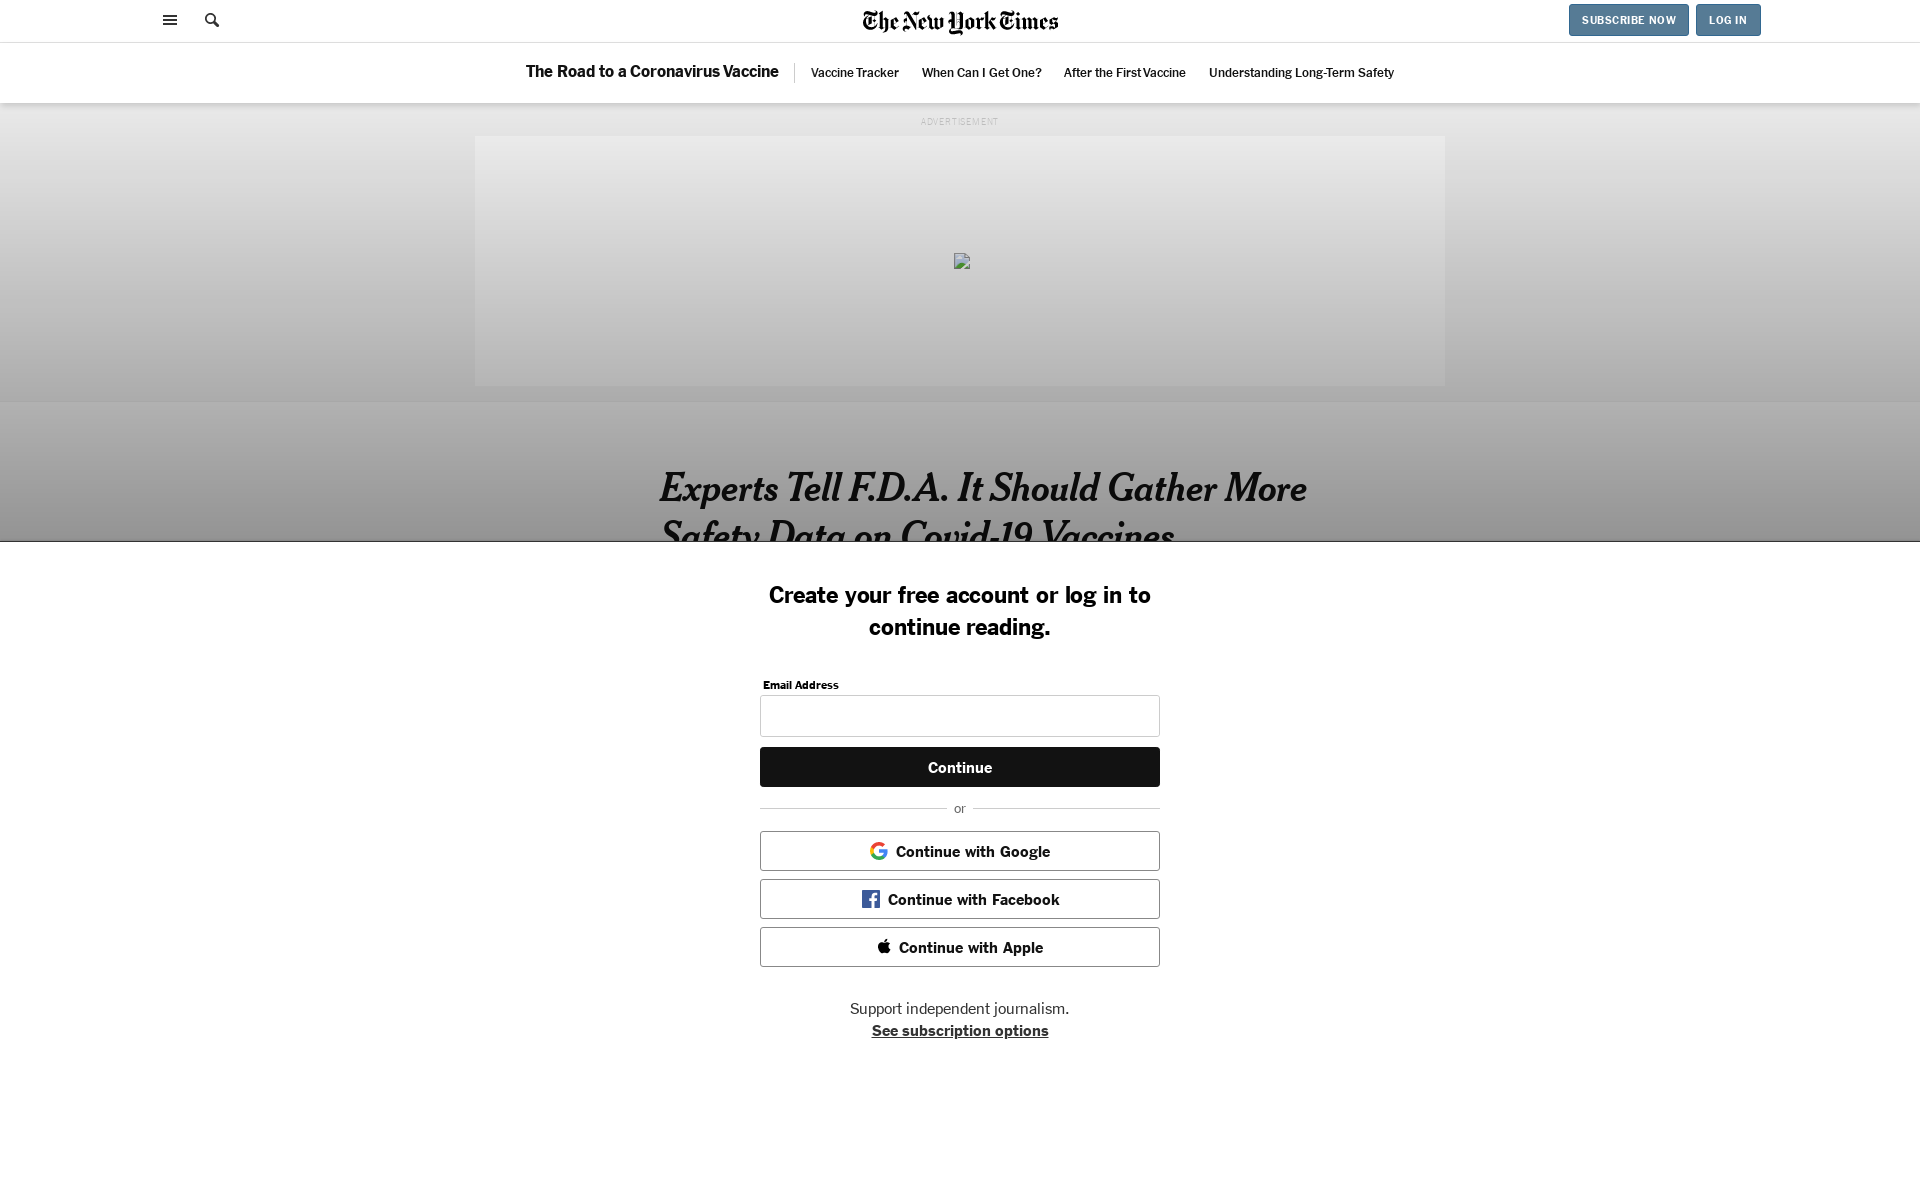 The New York Times
SUBSCRIBE NOW
LOG IN
The Road to a Coronavirus Vaccine
Vaccine Tracker
When Can I Get One?
After the First Vaccine
Understanding Long-Term Safety
ADVERTISEMENT
Experts Tell F.D.A. It Should Gather More
Safety Data on Covid-19 Vaccines
Create your free account or log in to
continue reading.
Email Address
Continue
or
Continue with Google
Continue with Facebook
Continue with Apple
Support independent journalism.
See subscription options